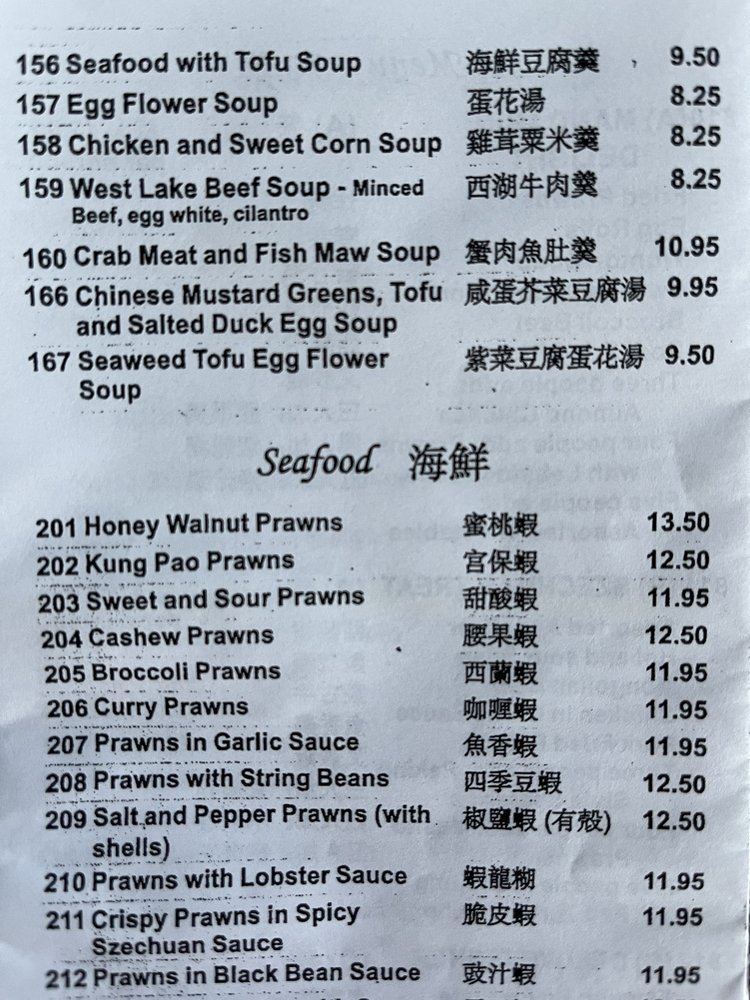 156 Seafood with Tofu Soup 海鮮豆腐羹 9.50
157 Egg Flower Soup 蛋花湯 8.25
158 Chicken and Sweet Corn Soup 雞茸粟米羹 8.25
159 West Lake Beef Soup - Minced 西湖牛肉羹 8.25
Beef, egg white, cilantro
160 Crab Meat and Fish Maw Soup 蟹肉魚肚羹 10.95
166 Chinese Mustard Greens, Tofu 咸蛋芥菜豆腐湯 9.95
and Salted Duck Egg Soup
167 Seaweed Tofu Egg Flower 紫菜豆腐蛋花湯 9.50
Soup
Seafood 海鮮
201 Honey Walnut Prawns 蜜桃蝦 13.50
202 Kung Pao Prawns 宫保蝦 12.50
203 Sweet and Sour Prawns 甜酸蝦 11.95
204 Cashew Prawns 腰果蝦 12.50
205 Broccoli Prawns 西蘭蝦 11.95
206 Curry Prawns 咖喱蝦 11.95
207 Prawns in Garlic Sauce 魚香蝦 11.95
208 Prawns with String Beans 四季豆蝦 12.50
209 Salt and Pepper Prawns (with 椒鹽蝦 (有殼) 12.50
shells)
210 Prawns with Lobster Sauce 蝦龍糊 11.95
211 Crispy Prawns in Spicy 脆皮蝦 11.95
Szechuan Sauce
212 Prawns in Black Bean Sauce 豉汁蝦 11.95